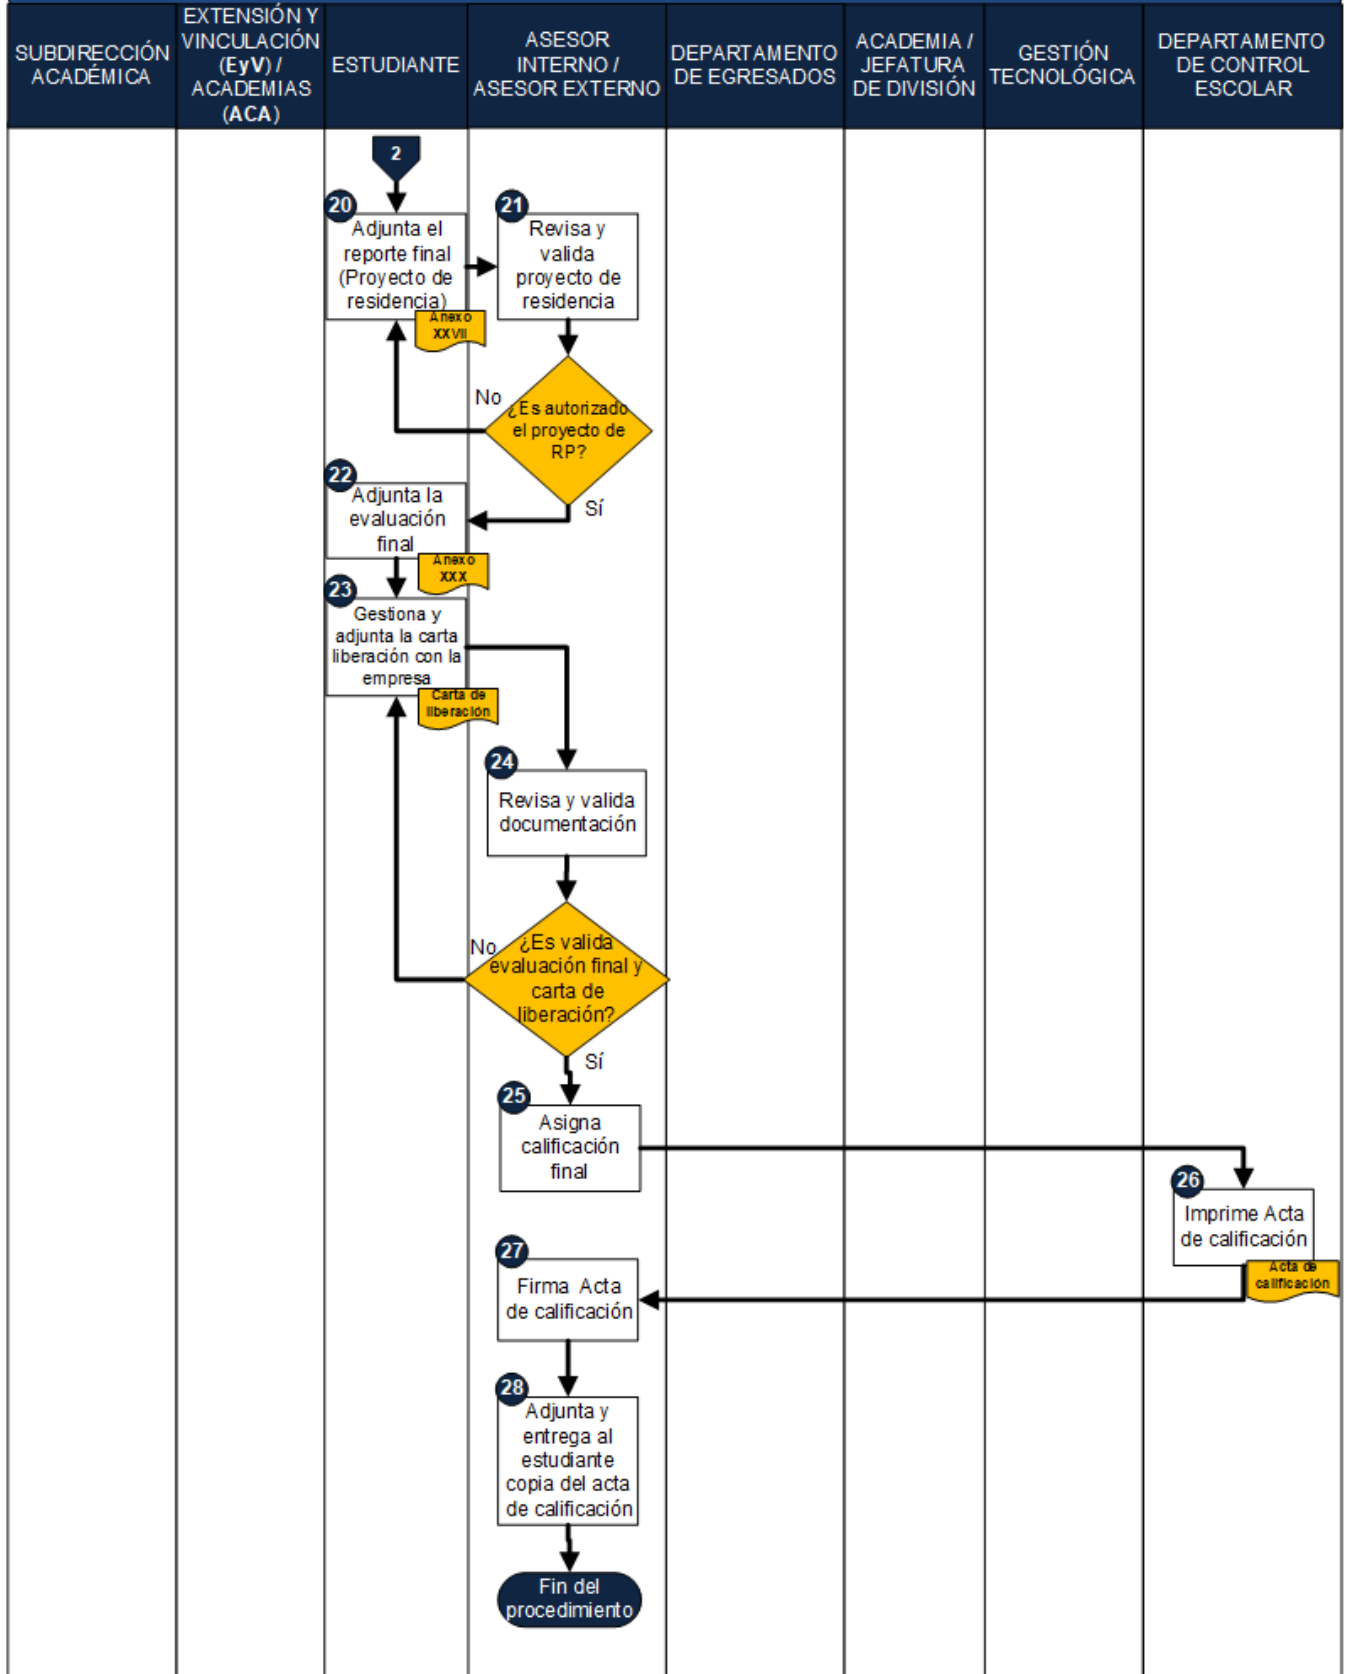 SUBDIRECCIÓN
ACADÉMICA
EXTENSIÓN Y
VINCULACIÓN
(EyV) /
ACADEMIAS
(ACA)
ESTUDIANTE
ASESOR
INTERNO /
ASESOR EXTERNO
DEPARTAMENTO
DE EGRESADOS
ACADEMIA /
JEFATURA
DE DIVISIÓN
GESTIÓN
TECNOLÓGICA
DEPARTAMENTO
DE CONTROL
ESCOLAR
2
20
Adjunta el
reporte final
(Proyecto de
residencia)
Anexo
XXVII
21
Revisa y
valida
proyecto de
residencia
No
¿Es autorizado
el proyecto de
RP?
Sí
22
Adjunta la
evaluación
final
Anexo
XXX
23
Gestiona y
adjunta la carta
liberación con la
empresa
Carta de
liberación
24
Revisa y valida
documentación
No
¿Es valida
evaluación final y
carta de
liberación?
Sí
25
Asigna
calificación
final
26
Imprime Acta
de calificación
Acta de
calificación
27
Firma Acta
de calificación
28
Adjunta y
entrega al
estudiante
copia del acta
de calificación
Fin del
procedimiento